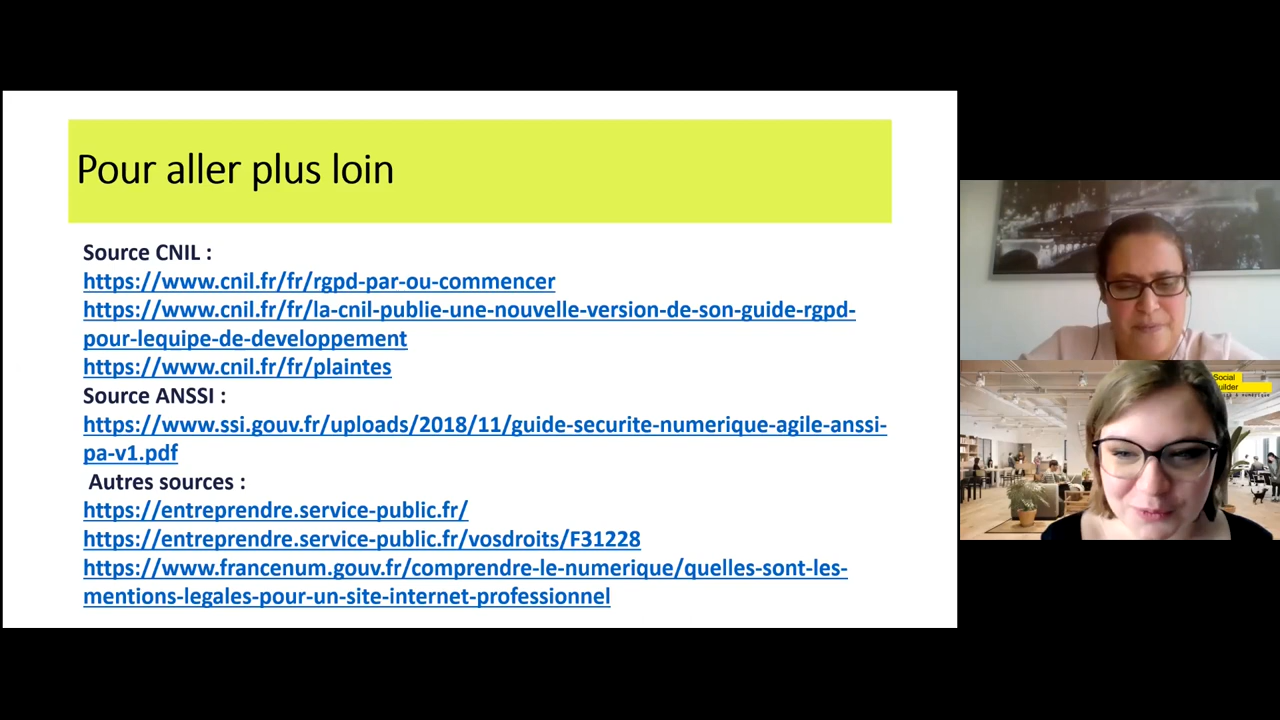 Pour aller plus loin
Source CNIL :
https://www.cnil.fr/fr/rgpd-par-ou-commencer
https://www.cnil.fr/fr/la-cnil-publie-une-nouvelle-version-de-son-guide-rgpd-
pour-lequipe-de-developpement
https://www.cnil.fr/fr/plaintes
Source ANSSI :
https://www.ssi.gouv.fr/uploads/2018/11/guide-securite-numerique-agile-anssi-
pa-v1.pdf
Autres sources :
https://entreprendre.service-public.fr/
https://entreprendre.service-public.fr/vosdroits/F31228
https://www.francenum.gouv.fr/comprendre-le-numerique/quelles-sont-les-
mentions-legales-pour-un-site-internet-professionnel
Social